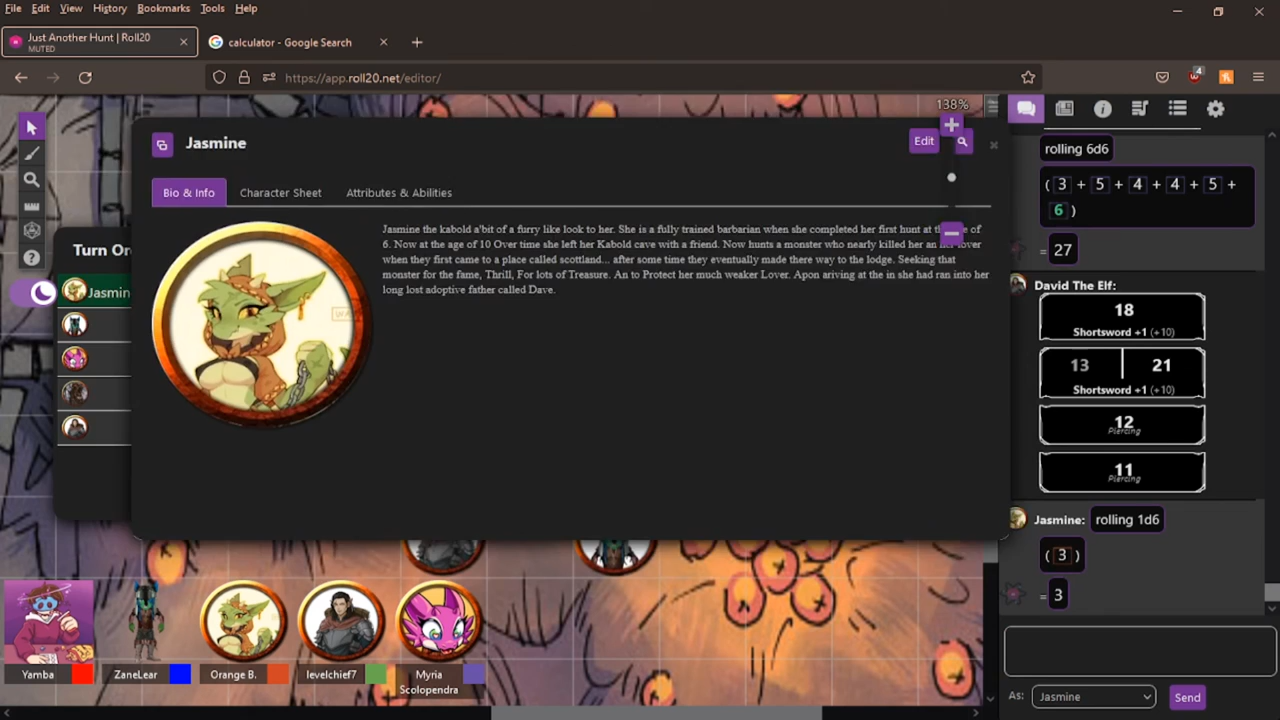 File Edit View History Bookmarks Tools Help
Just Another Hunt | Roll20
MUTED
calculator - Google Search
https://app.roll20.net/editor/
4
138%
Jasmine
Edit
Bio & Info Character Sheet Attributes & Abilities
Jasmine the kabold a'bit of a furry like look to her. She is a fully trained barbarian when she completed her first hunt at of
6. Now at the age of 10 Over time she left her Kabold cave with a friend. Now hunts a monster who nearly killed her an lover
when they first came to a place called scottland... after some time they eventually made there way to the lodge. Seeking that
monster for the fame, Thrill, For lots of Treasure. An to Protect her much weaker Lover. Apon ariving at the in she had ran into her
long lost adoptive father called Dave.
Turn Or
Jasmin
rolling 6d6
( 3 + 5 + 4 + 4 + 5 +
6 )
= 27
David The Elf:
18
Shortsword +1 (+10)
13 21
Shortsword +1 (+10)
12
Piercing
11
Piercing
Jasmine: rolling 1d6
( 3 )
= 3
Yamba
ZaneLear
Orange B.
levelchief7
Myria
Scolopendra
As: Jasmine Send